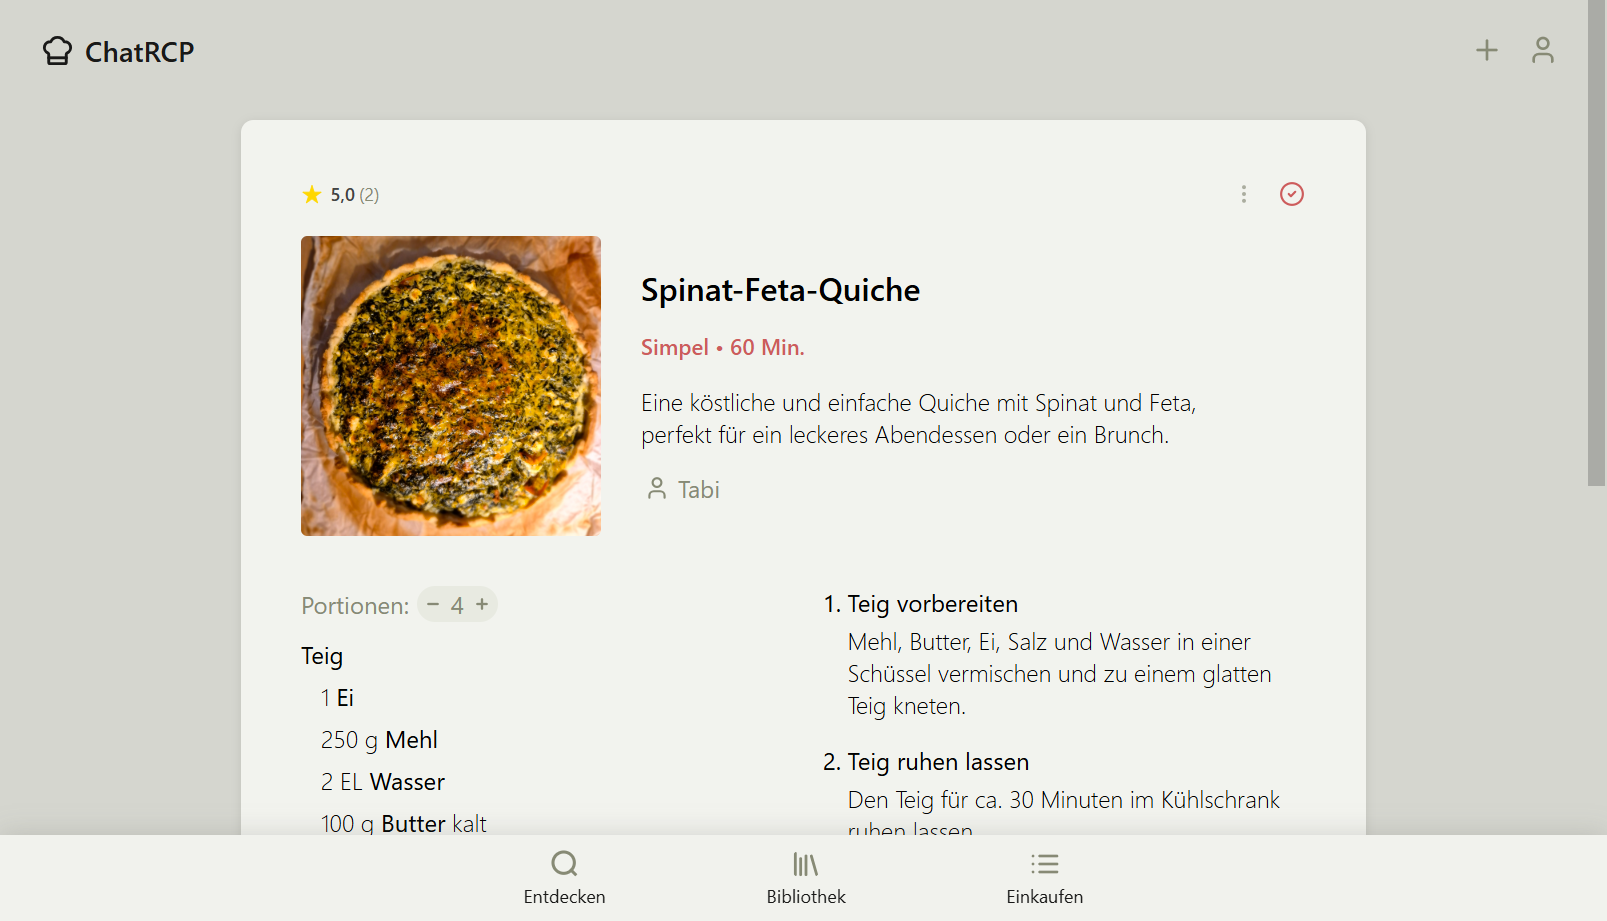 ChatRCP
5,0 (2)
Spinat-Feta-Quiche
Simpel • 60 Min.
Eine köstliche und einfache Quiche mit Spinat und Feta,
perfekt für ein leckeres Abendessen oder ein Brunch.
Tabi
Portionen: − 4 +
Teig
1 Ei
250 g Mehl
2 EL Wasser
100 g Butter kalt
1. Teig vorbereiten
Mehl, Butter, Ei, Salz und Wasser in einer
Schüssel vermischen und zu einem glatten
Teig kneten.
2. Teig ruhen lassen
Den Teig für ca. 30 Minuten im Kühlschrank
ruhen lassen
Entdecken
Bibliothek
Einkaufen